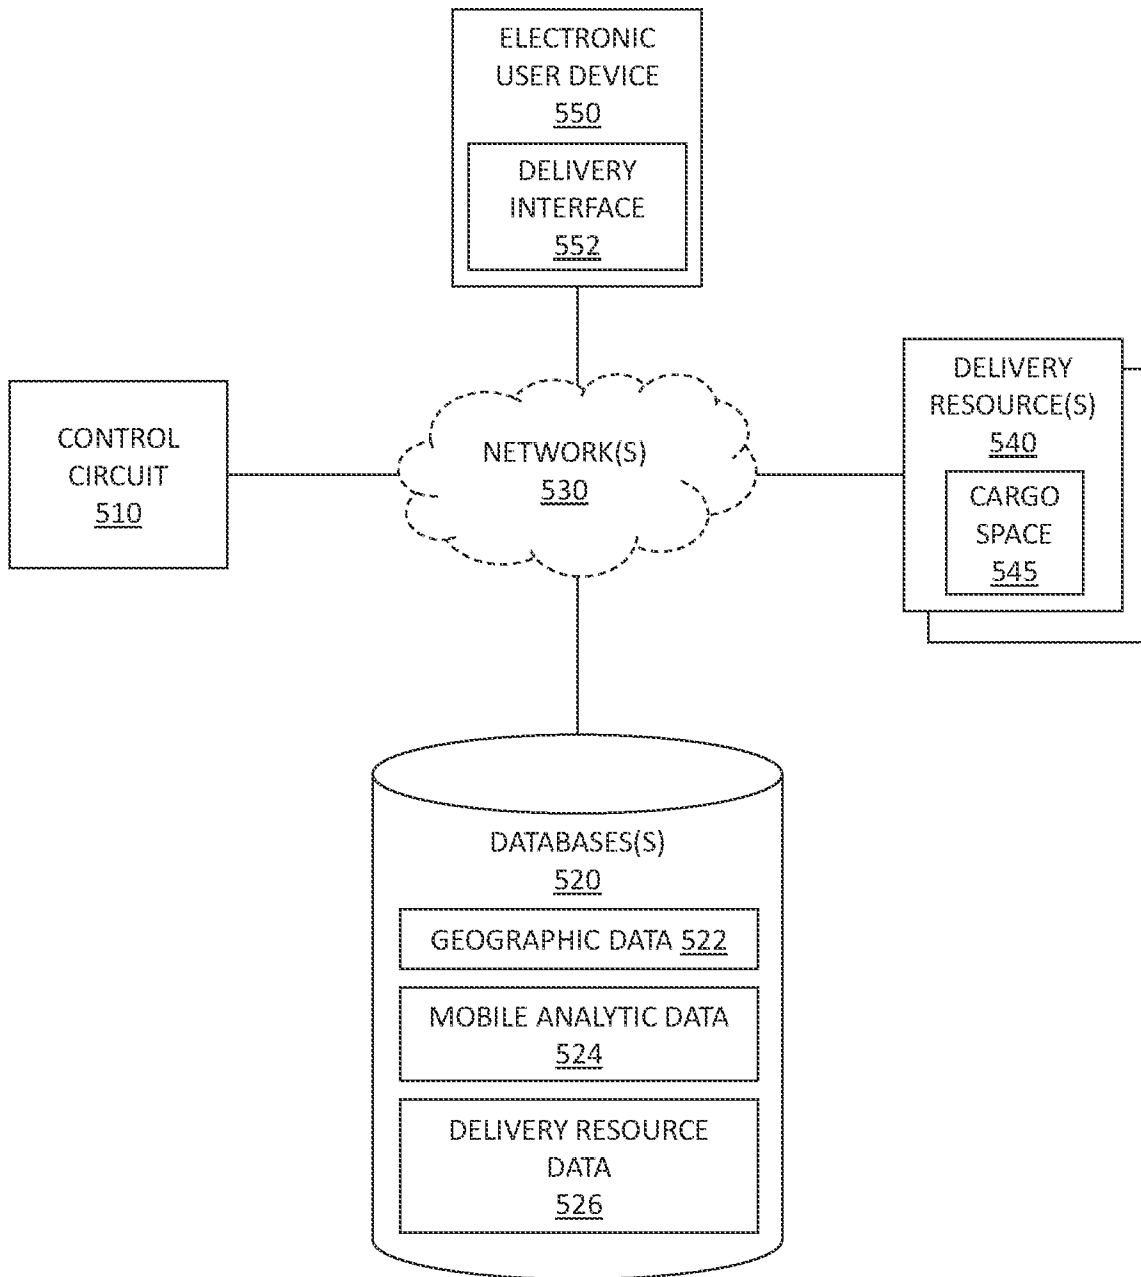 ELECTRONIC
USER DEVICE
550
DELIVERY
INTERFACE
552
CONTROL
CIRCUIT
510
NETWORK(S)
530
DELIVERY
RESOURCE(S)
540
CARGO
SPACE
545
DATABASES(S)
520
GEOGRAPHIC DATA 522
MOBILE ANALYTIC DATA
524
DELIVERY RESOURCE
DATA
526